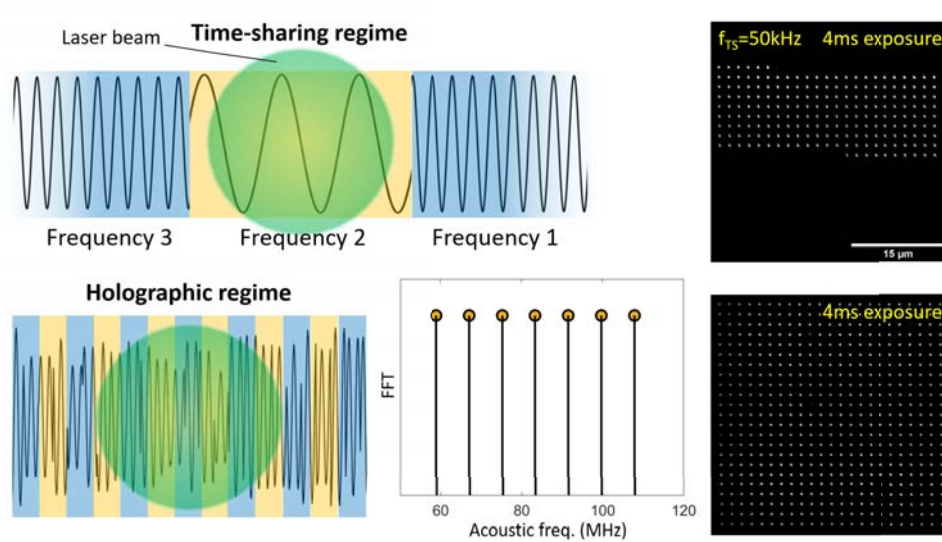 Time-sharing regime
Laser beam
Frequency 3
Frequency 2
Frequency 1
fTS=50kHz 4ms exposure
15 µm
Holographic regime
FFT
60
80
100
120
Acoustic freq. (MHz)
4ms exposure